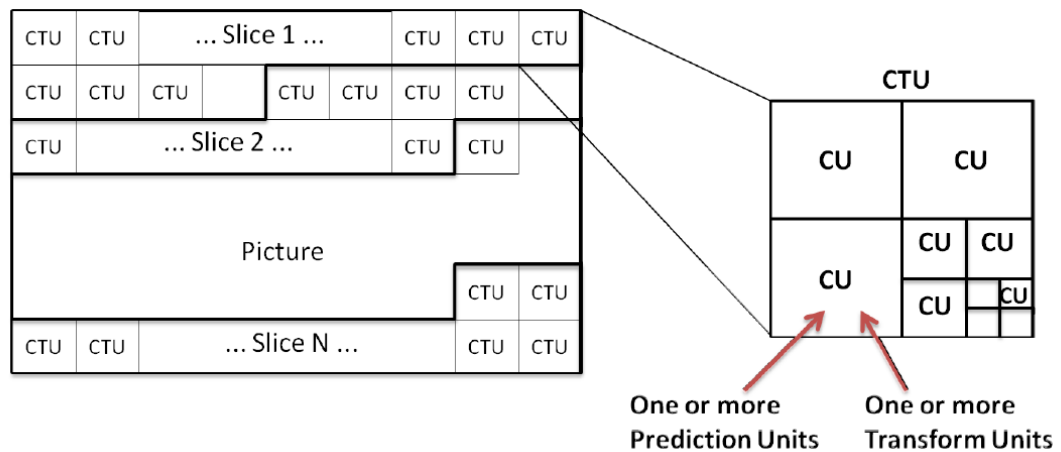 CTU CTU ... Slice 1 ... CTU CTU CTU
CTU CTU CTU CTU CTU CTU CTU
CTU ... Slice 2 ... CTU CTU
Picture
CTU CTU
CTU CTU ... Slice N ... CTU CTU
CTU
CU CU
CU CU
CU
CU
CU
One or more
Prediction Units
One or more
Transform Units